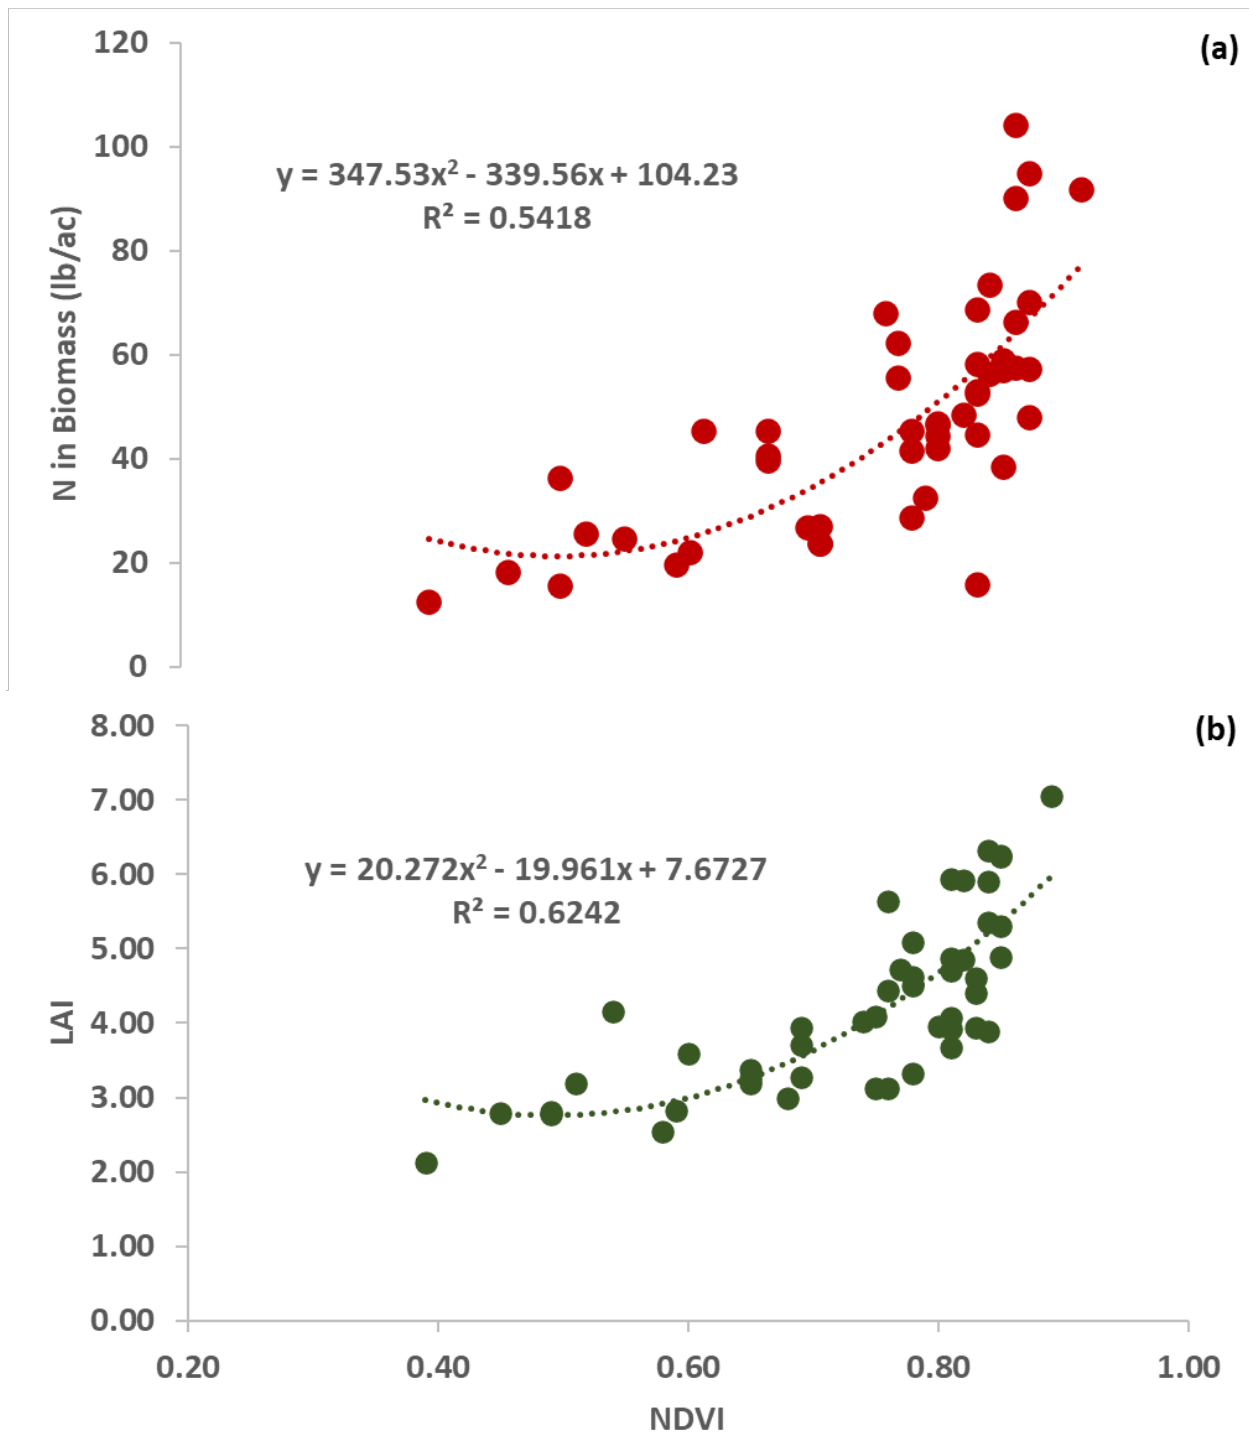 (a)
120
100
80
60
40
20
0
N in Biomass (lb/ac)
y = 347.53x² - 339.56x + 104.23
R² = 0.5418
(b)
8.00
7.00
6.00
5.00
4.00
3.00
2.00
1.00
0.00
LAI
y = 20.272x² - 19.961x + 7.6727
R² = 0.6242
0.20 0.40 0.60 0.80 1.00
NDVI